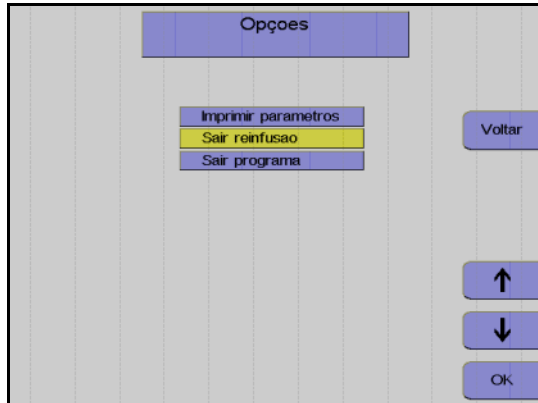 Opçoes
Imprimir parametros
Sair reinfusao
Sair programa
Voltar
↑
↓
OK